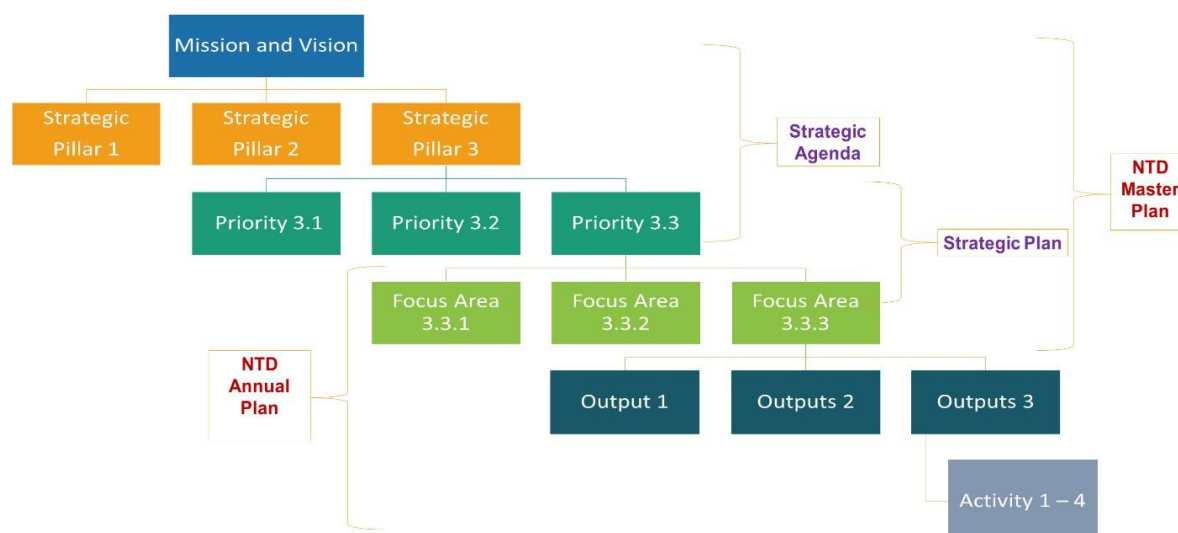 Mission and Vision
Strategic
Pillar 1
Strategic
Pillar 2
Strategic
Pillar 3
Strategic
Agenda
NTD
Master
Plan
Priority 3.1
Priority 3.2
Priority 3.3
Strategic Plan
Focus Area
3.3.1
Focus Area
3.3.2
Focus Area
3.3.3
NTD
Annual
Plan
Output 1
Outputs 2
Outputs 3
Activity 1 – 4